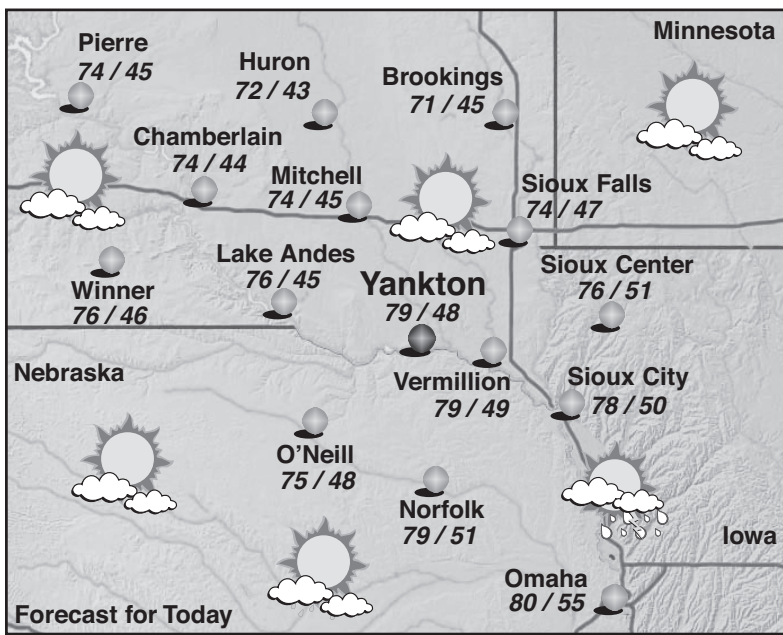 Minnesota
Pierre
74 / 45
Huron
72 / 43
Brookings
71 / 45
Chamberlain
74 / 44
Mitchell
74 / 45
Sioux Falls
74 / 47
Lake Andes
76 / 45
Yankton
79 / 48
Sioux Center
76 / 51
Winner
76 / 46
Nebraska
Vermillion
79 / 49
Sioux City
78 / 50
O'Neill
75 / 48
Norfolk
79 / 51
Iowa
Omaha
80 / 55
Forecast for Today